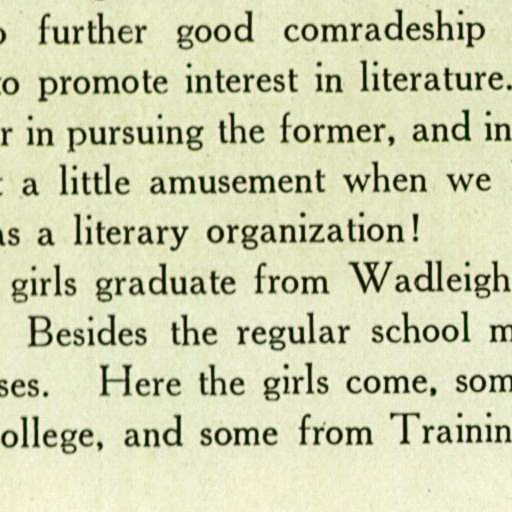 further good comradeship
to promote interest in literature.
r in pursuing the former, and in
a little amusement when we
as a literary organization!
girls graduate from Wadleigh
Besides the regular school m
ses. Here the girls come, som
ollege, and some from Trainin